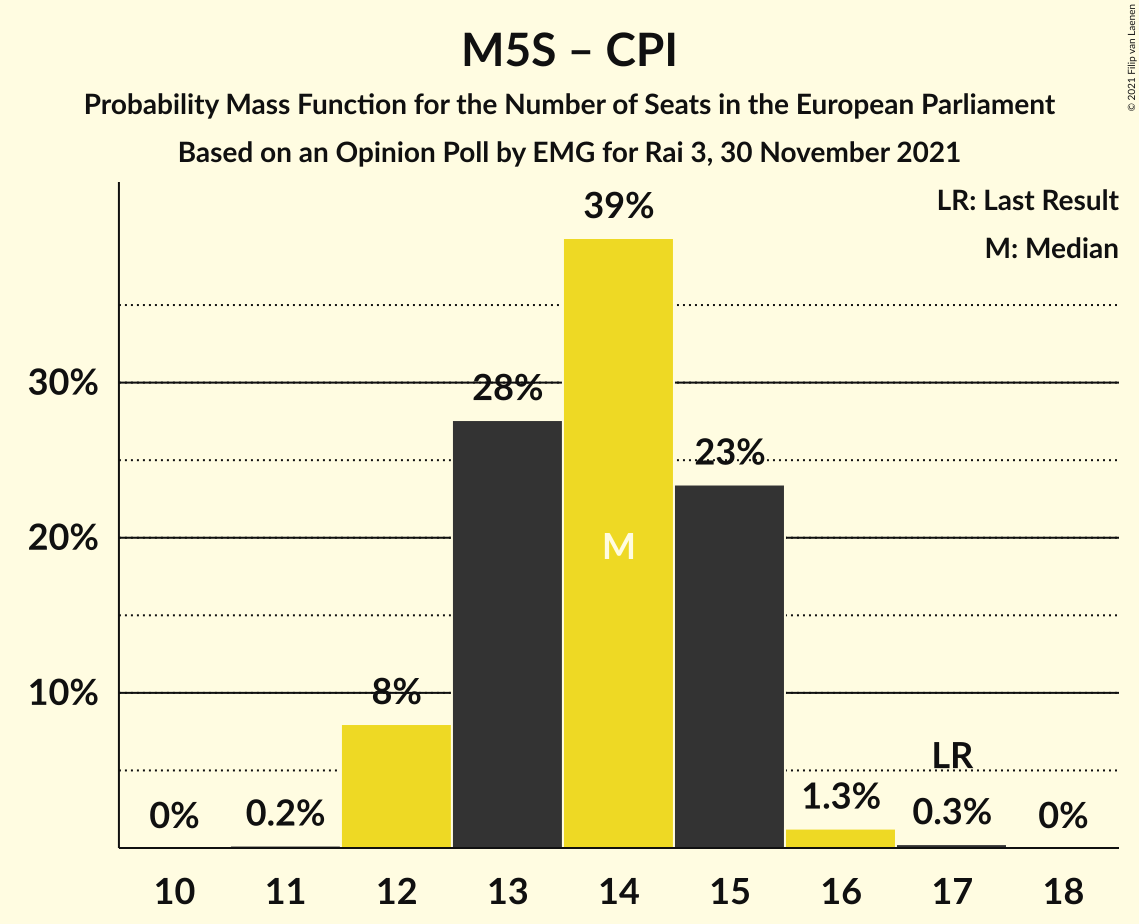 M5S – CPI
Probability Mass Function for the Number of Seats in the European Parliament
Based on an Opinion Poll by EMG for Rai 3, 30 November 2021
© 2021 Filip van Laenen
LR: Last Result
M: Median
39%
30%
28%
23%
20%
M
10%
8%
LR
0%
0.2%
1.3%
0.3%
0%
10 11 12 13 14 15 16 17 18